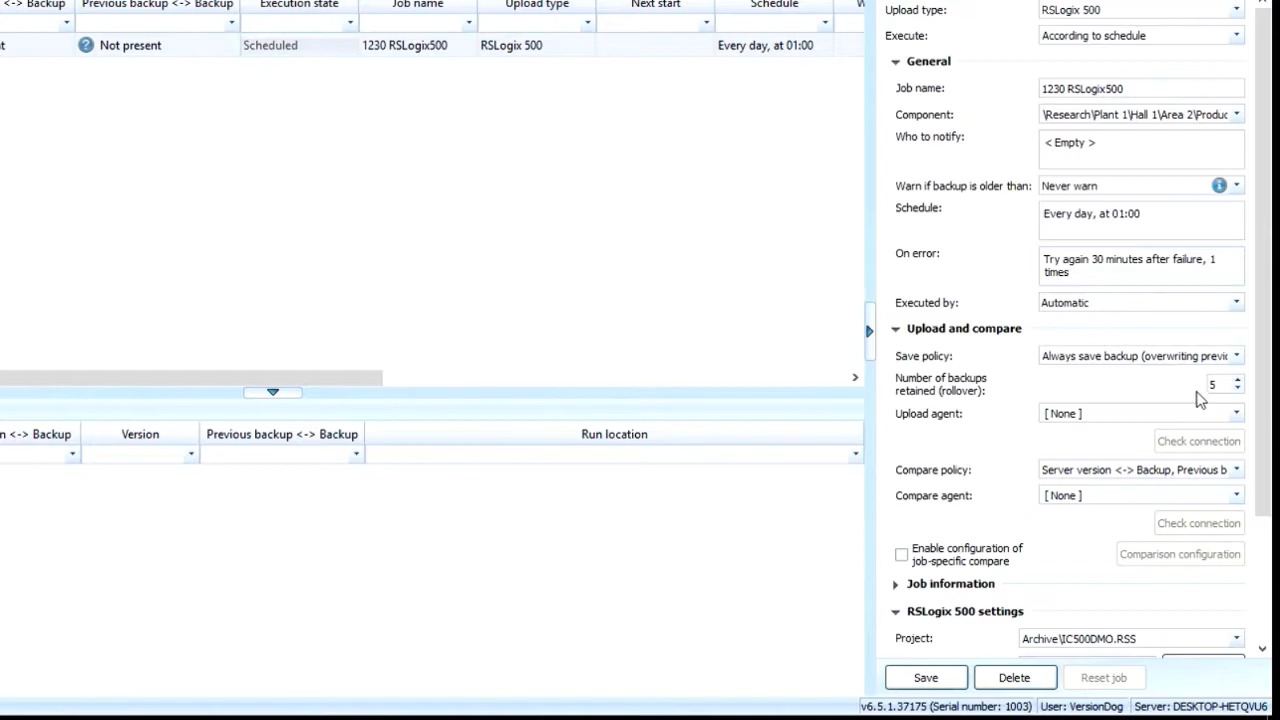 <-> Backup
Previous backup <-> Backup
Execution state
Job name
Upload type
Next start
Schedule
Not present
Scheduled
1230 RSLogix500
RSLogix 500
Every day, at 01:00
<-> Backup
Version
Previous backup <-> Backup
Run location
Upload type:
RSLogix 500
Execute:
According to schedule
General
Job name:
1230 RSLogix500
Component:
\Research\Plant 1\Hall 1\Area 2\Produc
Who to notify:
< Empty >
Warn if backup is older than:
Never warn
Schedule:
Every day, at 01:00
On error:
Try again 30 minutes after failure, 1
times
Executed by:
Automatic
Upload and compare
Save policy:
Always save backup (overwriting previc
Number of backups
retained (rollover):
5
Upload agent:
[ None ]
Check connection
Compare policy:
Server version <-> Backup, Previous b
Compare agent:
[ None ]
Check connection
Enable configuration of
job-specific compare
Comparison configuration
Job information
RSLogix 500 settings
Project:
Archive\IC500DMO.RSS
Save
Delete
Reset job
v6.5.1.37175 (Serial number: 1003)
User: VersionDog
Server: DESKTOP-HETQVU6